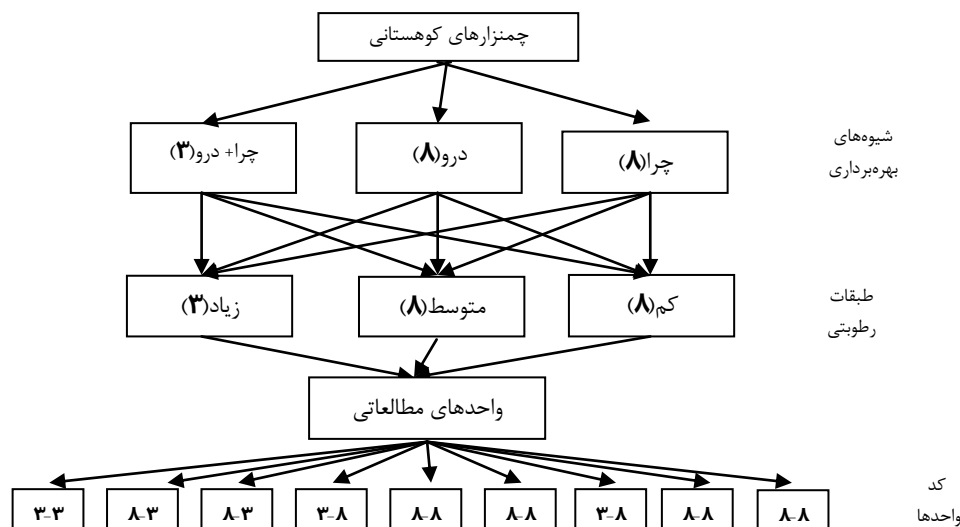 چمنزارهای کوهستانی
شیوه‌های
بهره‌برداری
چرا(۸)
درو(۸)
چرا+ درو(۳)
طبقات
رطوبتی
کم(۸)
متوسط(۸)
زیاد(۳)
واحدهای مطالعاتی
کد
واحدها
۸-۸
۸-۸
۳-۸
۸-۸
۸-۸
۳-۸
۸-۳
۸-۳
۳-۳